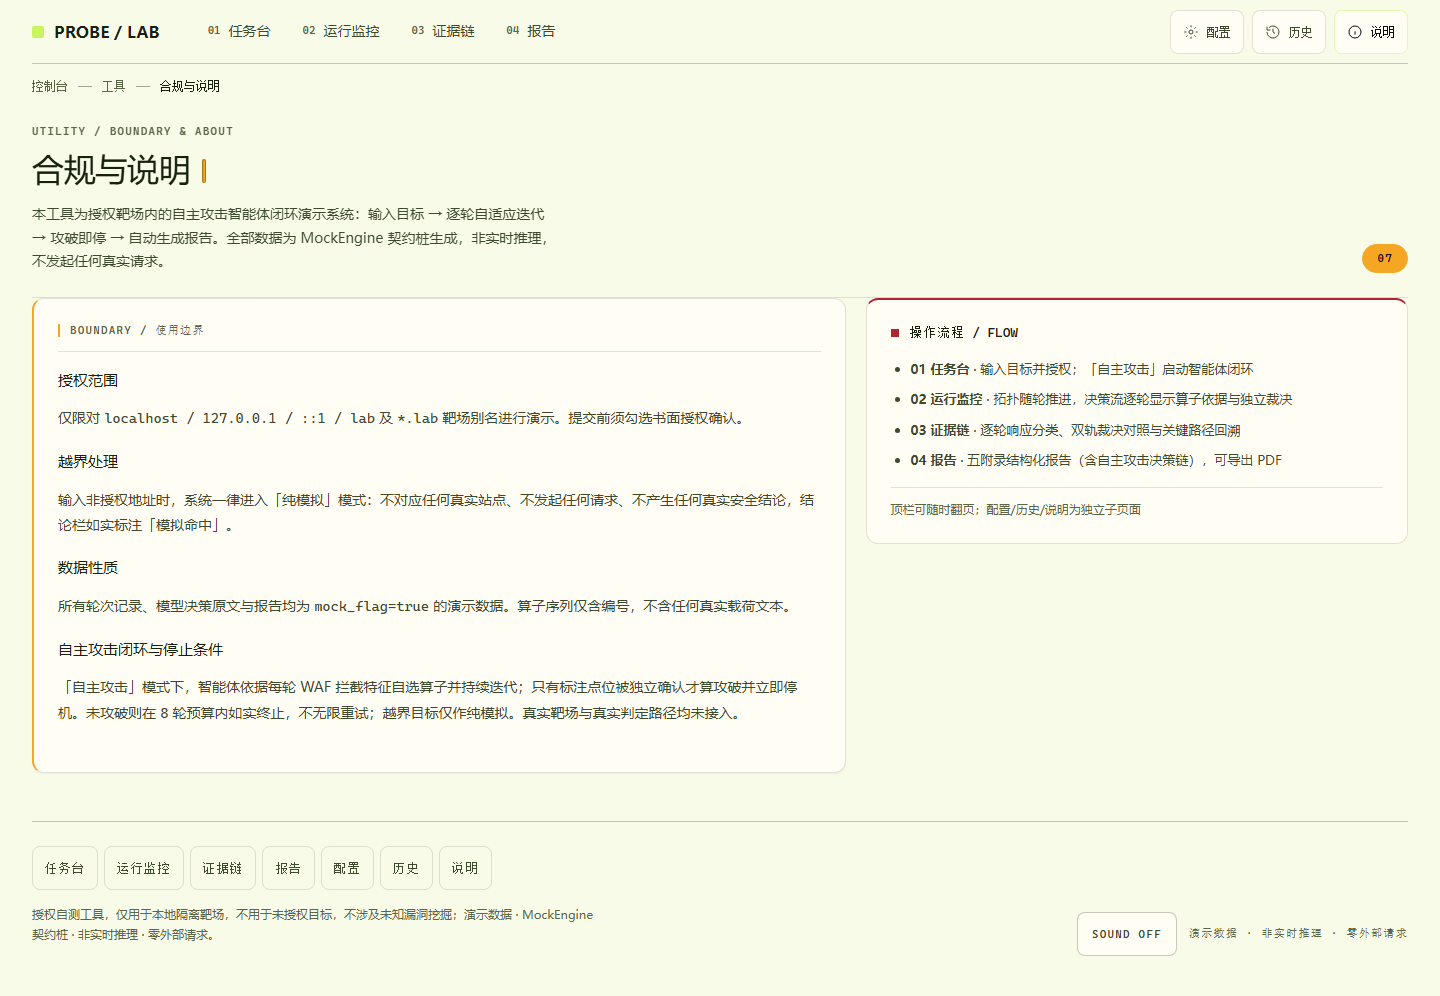 PROBE / LAB
01 任务台
02 运行监控
03 证据链
04 报告
配置
历史
说明
控制台 — 工具 — 合规与说明
UTILITY / BOUNDARY & ABOUT
合规与说明
本工具为授权靶场内的自主攻击智能体闭环演示系统：输入目标 → 逐轮自适应迭代
→ 攻破即停 → 自动生成报告。全部数据为 MockEngine 契约桩生成，非实时推理，
不发起任何真实请求。
07
BOUNDARY / 使用边界
授权范围
仅限对 localhost / 127.0.0.1 / ::1 / lab 及 *.lab 靶场别名进行演示。提交前须勾选书面授权确认。
越界处理
输入非授权地址时，系统一律进入「纯模拟」模式：不对应任何真实站点、不发起任何请求、不产生任何真实安全结论，结
论栏如实标注「模拟命中」。
数据性质
所有轮次记录、模型决策原文与报告均为 mock_flag=true 的演示数据。算子序列仅含编号，不含任何真实载荷文本。
自主攻击闭环与停止条件
「自主攻击」模式下，智能体依据每轮 WAF 拦截特征自选算子并持续迭代；只有标注点位被独立确认才算攻破并立即停
机。未攻破则在 8 轮预算内如实终止，不无限重试；越界目标仅作纯模拟。真实靶场与真实判定路径均未接入。
操作流程 / FLOW
01 任务台 · 输入目标并授权；「自主攻击」启动智能体闭环
02 运行监控 · 拓扑随轮推进，决策流逐轮显示算子依据与独立裁决
03 证据链 · 逐轮响应分类、双轨裁决对照与关键路径回溯
04 报告 · 五附录结构化报告（含自主攻击决策链），可导出 PDF
顶栏可随时翻页；配置/历史/说明为独立子页面
任务台
运行监控
证据链
报告
配置
历史
说明
授权自测工具，仅用于本地隔离靶场，不用于未授权目标，不涉及未知漏洞挖掘；演示数据 · MockEngine
契约桩 · 非实时推理 · 零外部请求。
SOUND OFF
演示数据 · 非实时推理 · 零外部请求